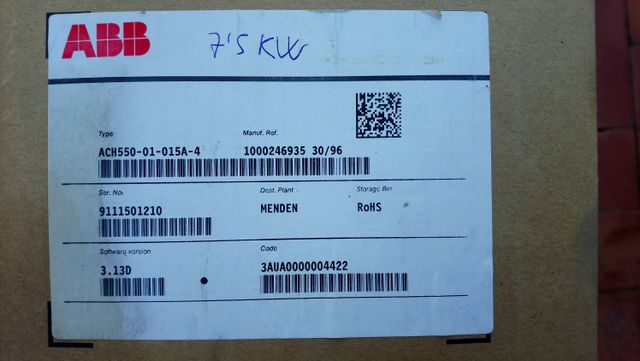 ABB
7'5 KW
Type
Manuf. Ref.
ACH550-01-015A-4
1000246935 30/96
Ser. No.
Dest. Plant
Storage Bin
9111501210
MENDEN
RoHS
Software version
Code
3.13D
3AUA0000004422